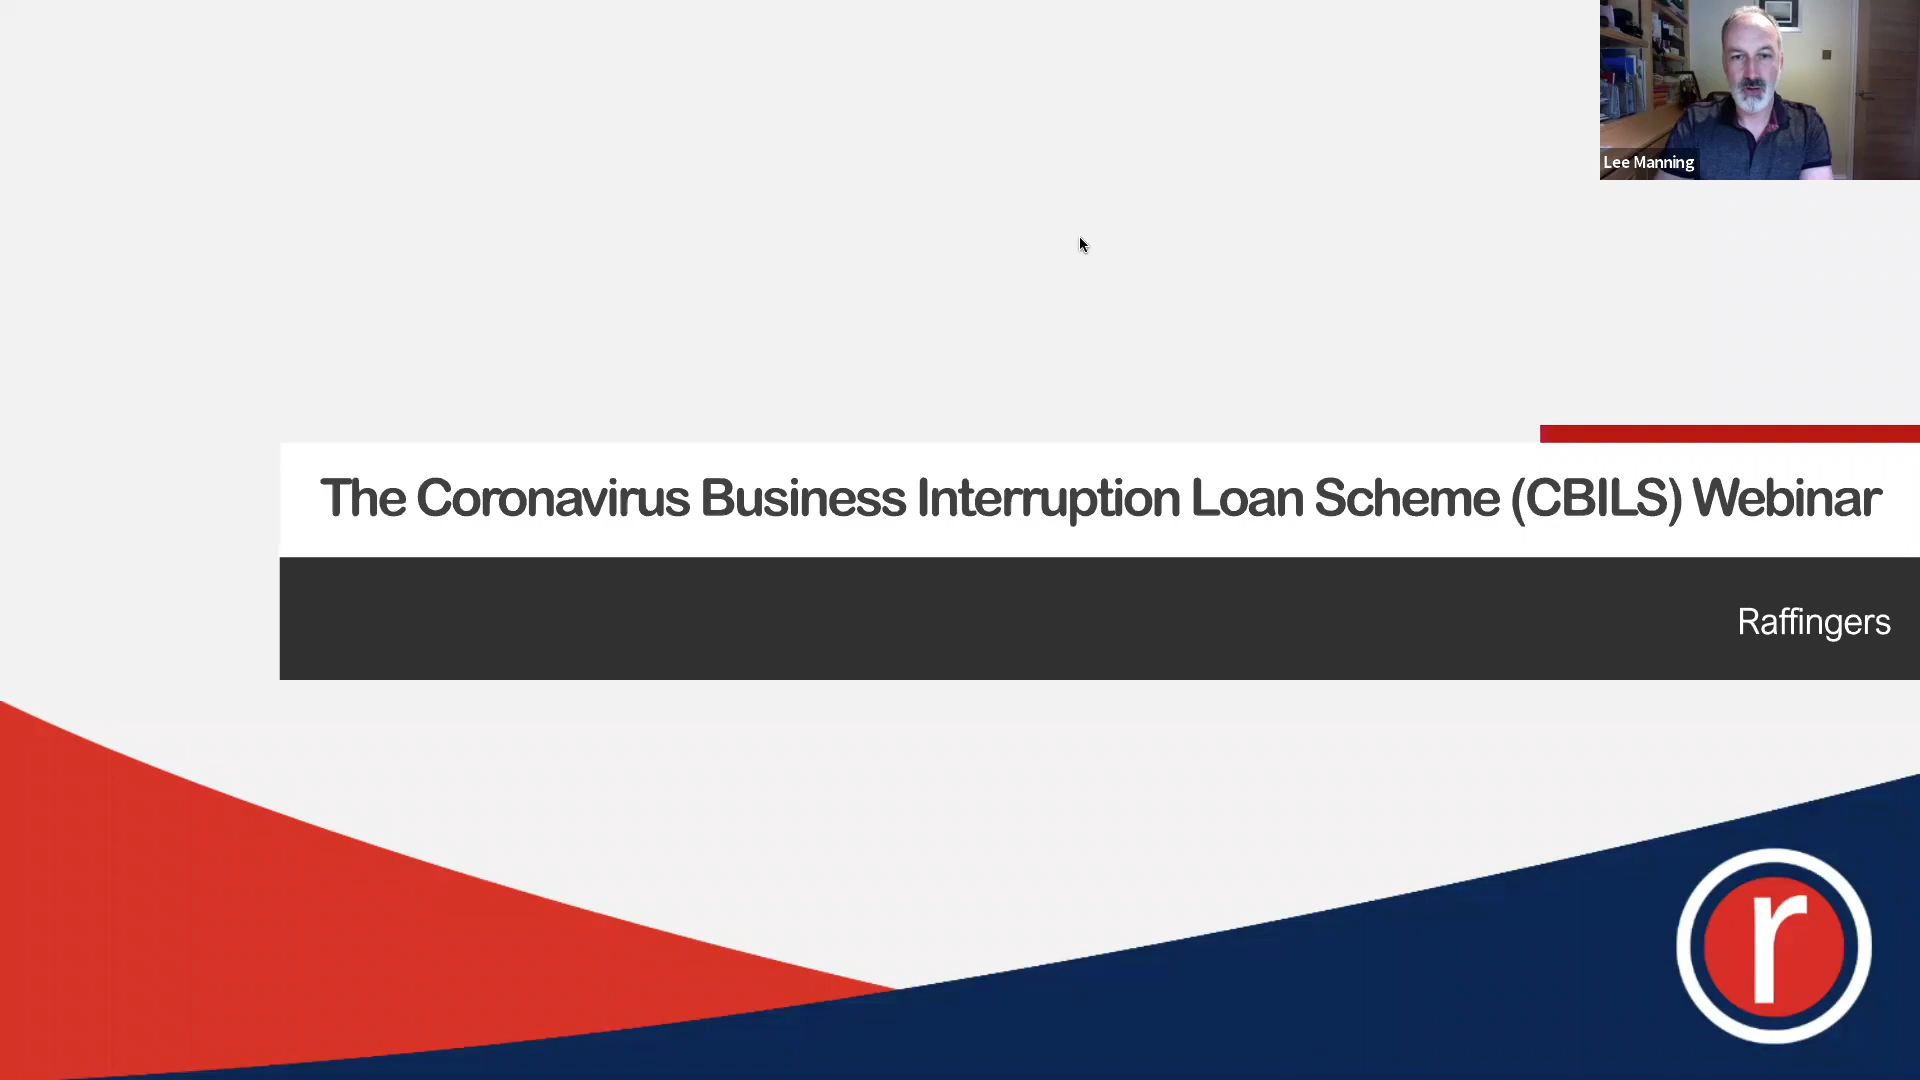 Lee Manning
The Coronavirus Business Interruption Loan Scheme (CBILS) Webinar
Raffingers
r